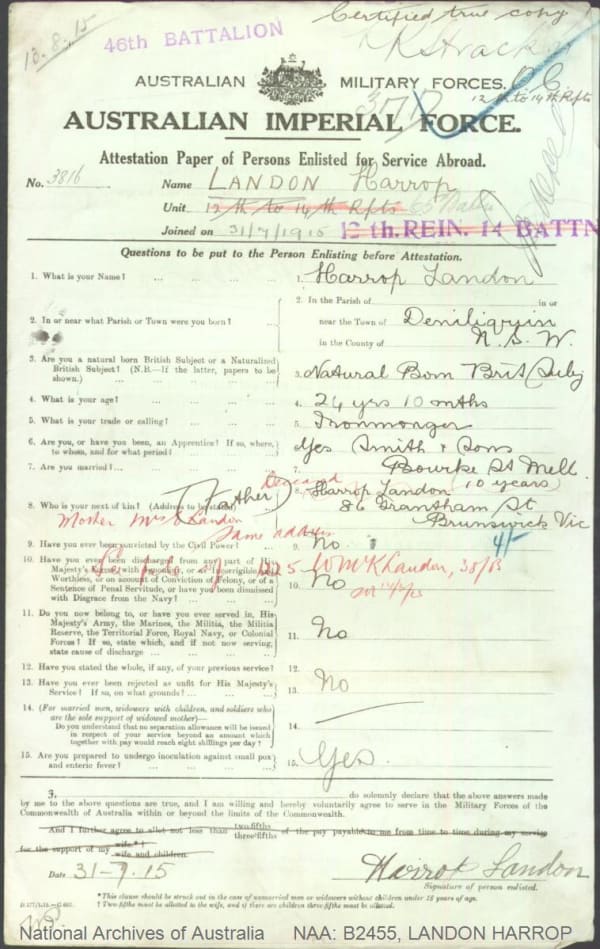 Certified true copy
10.8.15
46th BATTALION
AUSTRALIAN MILITARY FORCES.
O.C.
12th to 14th Rfts
AUSTRALIAN IMPERIAL FORCE.
Attestation Paper of Persons Enlisted for Service Abroad.
No. 3816 Name LANDON Harrop
Unit 12th to 14th Rfts
Joined on 31/7/1915 12th.REIN. 14 BATTN
Questions to be put to the Person Enlisting before Attestation.
1. What is your Name? ... ... 1. Harrop Landon
2. In or near what Parish or Town were you born? ... 2. In the Parish of in or
near the Town of Deniliquin
in the County of N.S.W.
3. Are you a natural born British Subject or a Naturalized
British Subject? (N.B.—If the latter, papers to be
shown.) ... ... 3. Natural Born Brit Subj
4. What is your age? ... ... 4. 24 yrs 10 mths
5. What is your trade or calling? ... ... 5. Ironmonger
6. Are you, or have you been, an Apprentice? If so, where,
to whom, and for what period? ... 6. Yes Smith & Sons
Bourke St Melb.
(10 years)
7. Are you married? ... ... 7.
8. Who is your next of kin? (Address to be stated) (Father) Deceased
8. Harrop Landon
86 Grantham St
Brunswick Vic
Mother Mrs Landon
Same address
9. Have you ever been convicted by the Civil Power? ... 9. No 4/-
10. Have you ever been discharged from any part of His
Majesty's Forces, with Ignominy, or as Incorrigible and
Worthless, or on account of Conviction of Felony, or of a
Sentence of Penal Servitude, or have you been dismissed
with Disgrace from the Navy? ... 10. No
11. Do you now belong to, or have you ever served in, His
Majesty's Army, the Marines, the Militia, the Militia
Reserve, the Territorial Force, Royal Navy, or Colonial
Forces? If so, state which, and if not now serving,
state cause of discharge ... ... 11. No
12. Have you stated the whole, if any, of your previous service? 12.
13. Have you ever been rejected as unfit for His Majesty's
Service? If so, on what grounds? ... ... 13. No
14. (For married men, widowers with children, and soldiers who
are the sole support of widowed mother)—
Do you understand that no separation allowance will be issued
in respect of your service beyond an amount which
together with pay would reach eight shillings per day? 14.
15. Are you prepared to undergo inoculation against small pox
and enteric fever? ... ... 15. Yes.
I, do solemnly declare that the above answers made
by me to the above questions are true, and I am willing and hereby voluntarily agree to serve in the Military Forces of the
Commonwealth of Australia within or beyond the limits of the Commonwealth.
And I further agree to allot not less than two-fifths three-fifths of the pay payable to me from time to time during my service
for the support of my wife.* wife and children.†
Date 31-7.15 Harrop Landon
Signature of person enlisted.
*This clause should be struck out in the case of unmarried men or widowers without children under 18 years of age.
† Two fifths must be allotted to the wife, and if there are children three fifths must be allotted.
National Archives of Australia NAA: B2455, LANDON HARROP